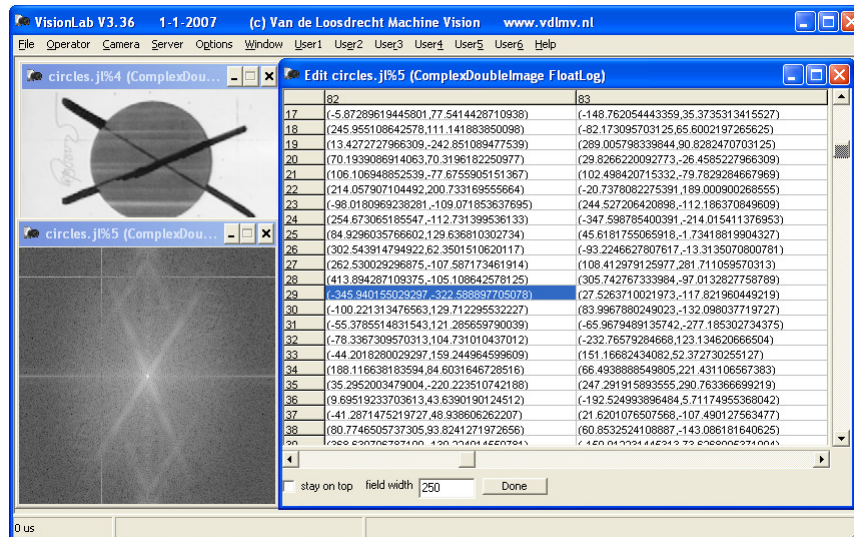 VisionLab V3.36 1-1-2007 (c) Van de Loosdrecht Machine Vision www.vdlmv.nl
File Operator Camera Server Options Window User1 User2 User3 User4 User5 User6 Help
circles.jl%4 (ComplexDou...
circles.jl%5 (ComplexDou...
Edit circles.jl%5 (ComplexDoubleImage FloatLog)
82 83
17 (-5.87289619445801,77.5414428710938) (-148.762054443359,35.3735313415527)
18 (245.955108642578,111.141883850098) (-82.173095703125,65.6002197265625)
19 (13.4272727966309,-242.851089477539) (289.005798339844,90.8282470703125)
20 (70.1939086914063,70.3196182250977) (29.8266220092773,-26.4585227966309)
21 (106.106948852539,-77.6755905151367) (102.498420715332,-79.7829284667969)
22 (214.057907104492,200.733169555664) (-20.7378082275391,189.000900268555)
23 (-98.0180969238281,-109.071853637695) (244.527206420898,-112.186370849609)
24 (254.673065185547,-112.731399536133) (-347.598785400391,-214.015411376953)
25 (84.9296035766602,129.636810302734) (45.6181755065918,-1.73418819904327)
26 (302.543914794922,62.3501510620117) (-93.2246627807617,-13.3135070800781)
27 (262.530029296875,-107.587173461914) (108.412979125977,281.711059570313)
28 (413.894287109375,-105.108642578125) (305.742767333984,-97.0132827758789)
29 (-345.940155029297,-322.588897705078) (27.5263710021973,-117.821960449219)
30 (-100.221313476563,129.712295532227) (83.9967880249023,-132.098037719727)
31 (-55.3785514831543,121.285659790039) (-65.9679489135742,-277.185302734375)
32 (-78.3367309570313,104.731010437012) (-232.76579284668,123.134620666504)
33 (-44.2018280029297,159.244964599609) (151.16682434082,52.372730255127)
34 (188.116638183594,84.6031646728516) (66.4938888549805,221.431106567383)
35 (35.2952003479004,-220.223510742188) (247.291915893555,290.763366699219)
36 (9.69519233703613,43.6390190124512) (-192.524993896484,5.71174955368042)
37 (-41.2871475219727,48.938606262207) (21.6201076507568,-107.490127563477)
38 (80.7746505737305,93.8241271972656) (60.8532524108887,-143.086181640625)
stay on top field width 250 Done
0 us